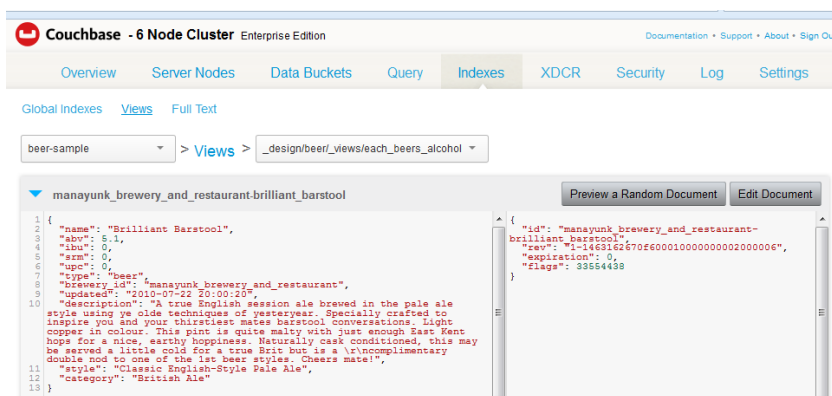 Couchbase - 6 Node Cluster Enterprise Edition
Documentation • Support • About • Sign Ou
Overview Server Nodes Data Buckets Query Indexes XDCR Security Log Settings
Global Indexes Views Full Text
beer-sample > Views > _design/beer/_views/each_beers_alcohol
manayunk_brewery_and_restaurant-brilliant_barstool
Preview a Random Document Edit Document
1 {
2 "name": "Brilliant Barstool",
3 "abv": 5.1,
4 "ibu": 0,
5 "srm": 0,
6 "upc": 0,
7 "type": "beer",
8 "brewery_id": "manayunk_brewery_and_restaurant",
9 "updated": "2010-07-22 20:00:20",
10 "description": "A true English session ale brewed in the pale ale
style using ye olde techniques of yesteryear. Specially crafted to
inspire you and your thirstiest mates barstool conversations. Light
copper in colour. This pint is quite malty with just enough East Kent
hops for a nice, earthy hoppiness. Naturally cask conditioned, this may
be served a little cold for a true Brit but is a \r\ncomplimentary
double nod to one of the 1st beer styles. Cheers mate!",
11 "style": "Classic English-Style Pale Ale",
12 "category": "British Ale"
13 }
{
"id": "manayunk_brewery_and_restaurant-
brilliant_barstool",
"rev": "1-1463162670f600010000000002000006",
"expiration": 0,
"flags": 33554438
}